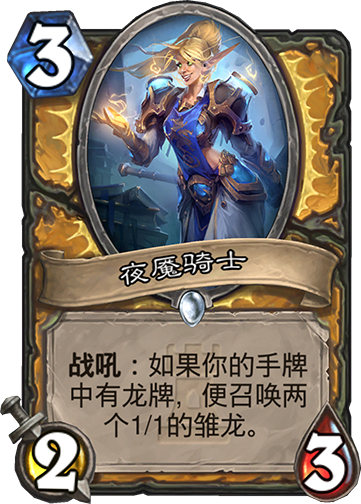 3
夜魇骑士
战吼：如果你的手牌
中有龙牌，便召唤两
个1/1的雏龙。
2
3